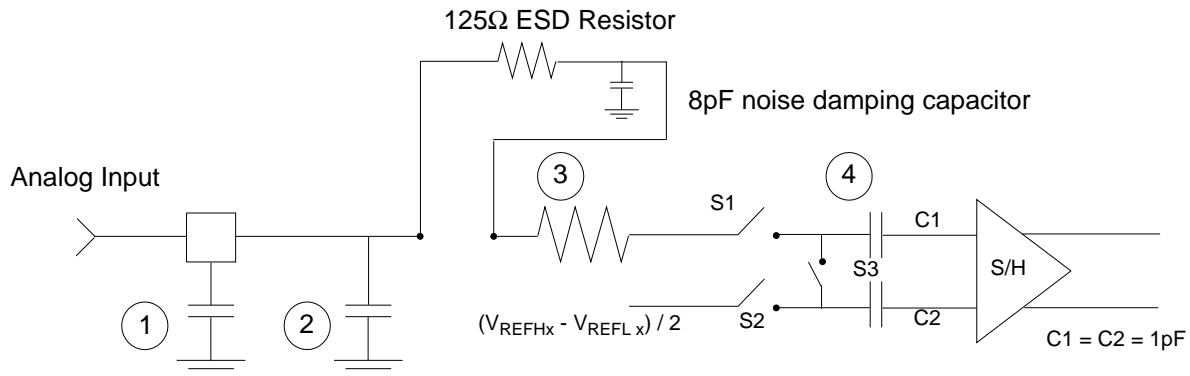 125Ω ESD Resistor
8pF noise damping capacitor
Analog Input
3
4
S1
C1
S3
S/H
1
2
(VREFHx - VREFL x) / 2
S2
C2
C1 = C2 = 1pF